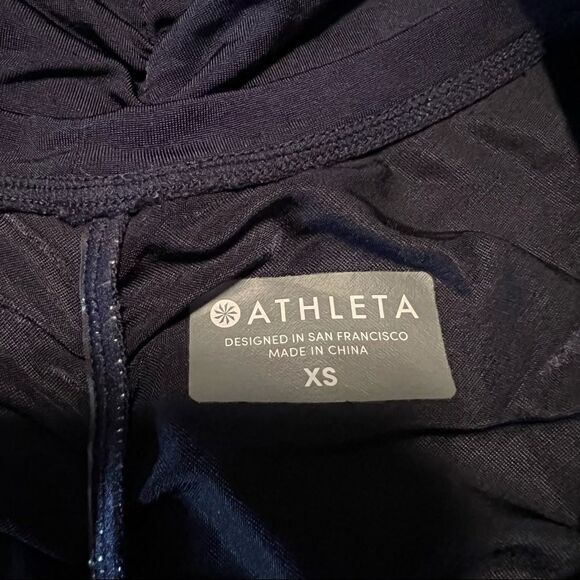 ATHLETA
DESIGNED IN SAN FRANCISCO
MADE IN CHINA
XS